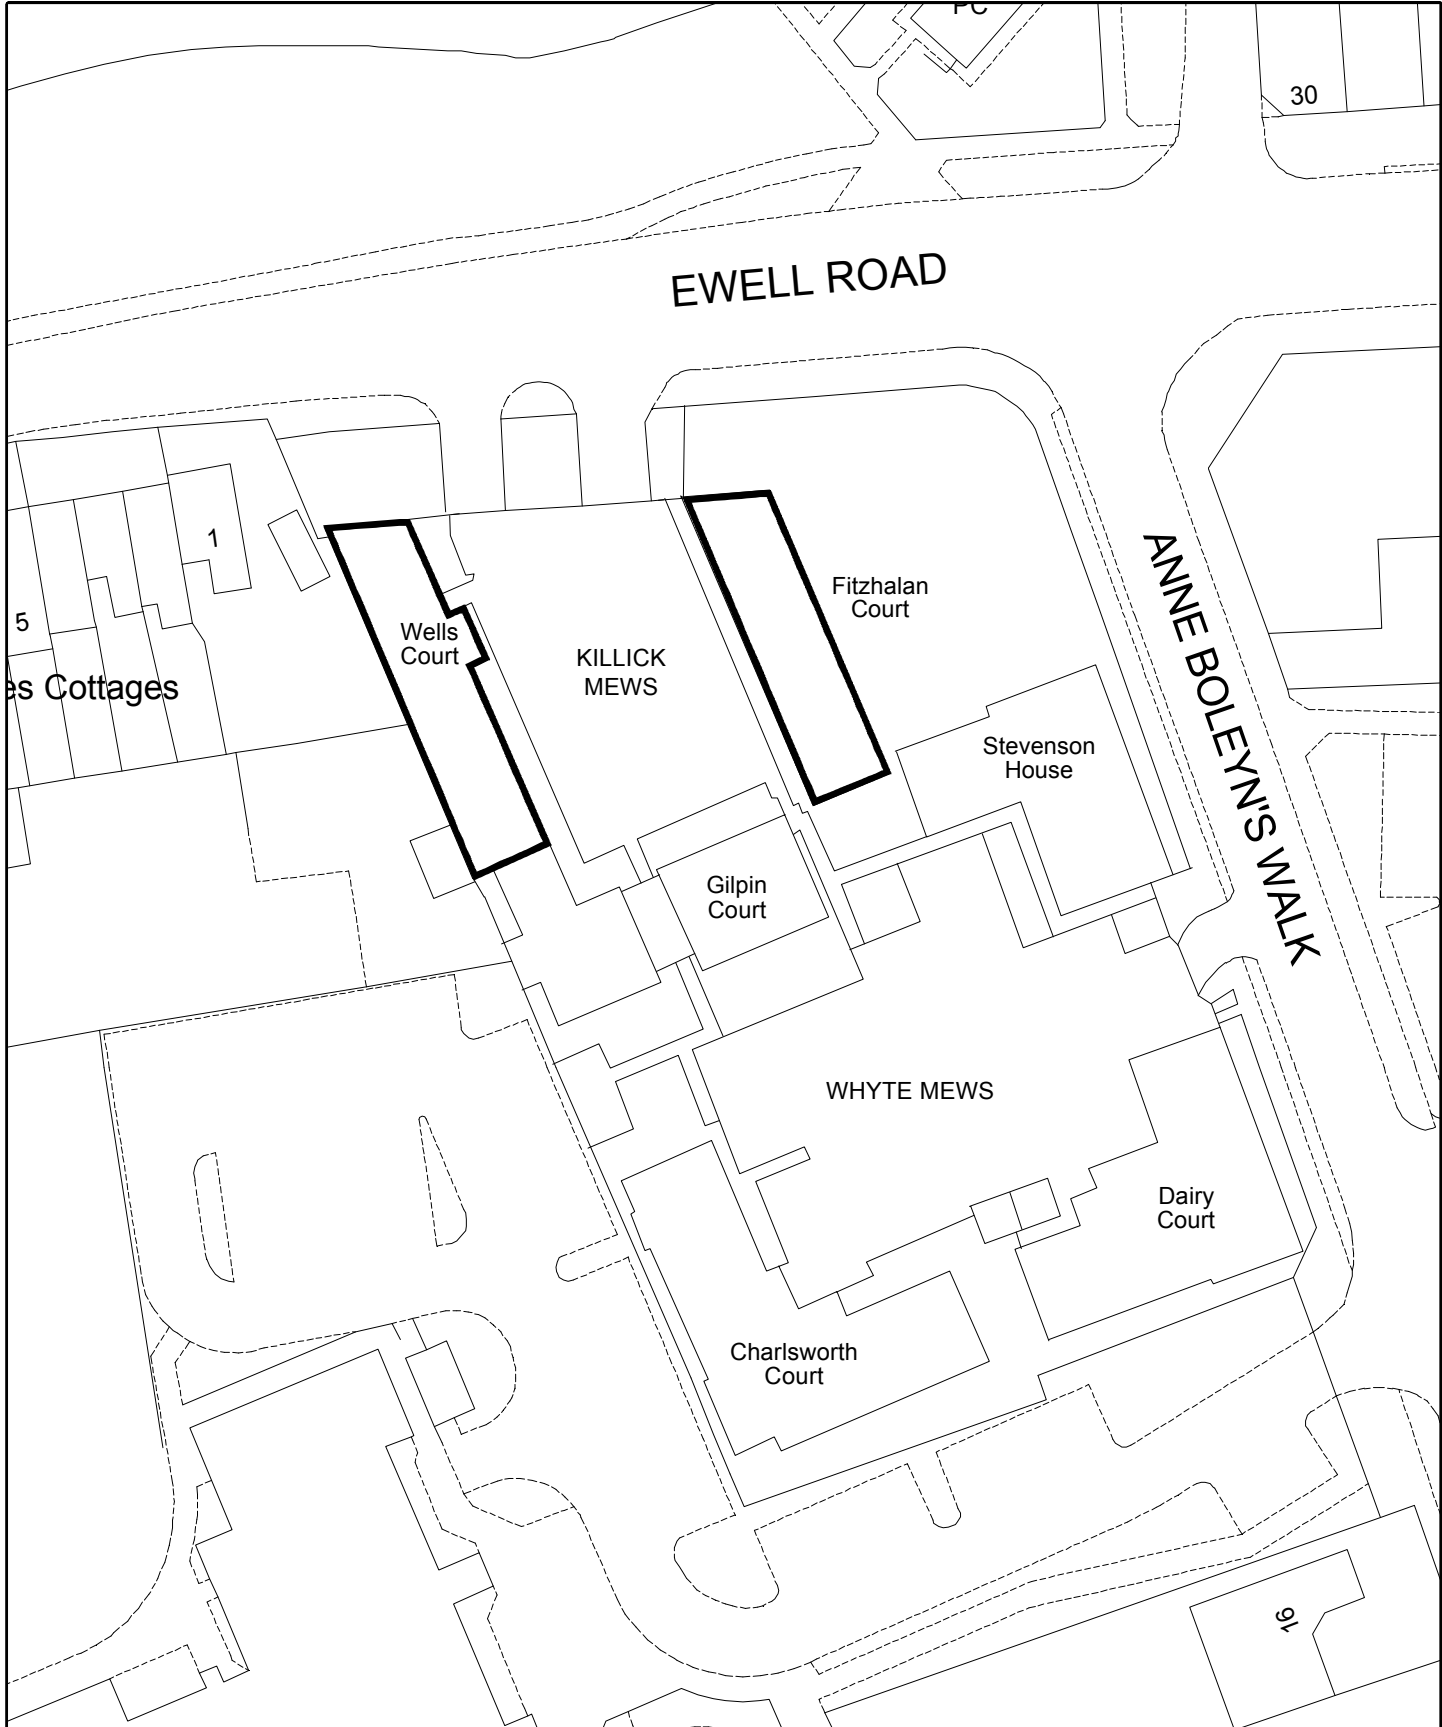 PC
30
EWELL ROAD
1
5
es Cottages
Wells
Court
KILLICK
MEWS
Fitzhalan
Court
ANNE BOLEYN'S WALK
Stevenson
House
Gilpin
Court
WHYTE MEWS
Dairy
Court
Charlsworth
Court
16